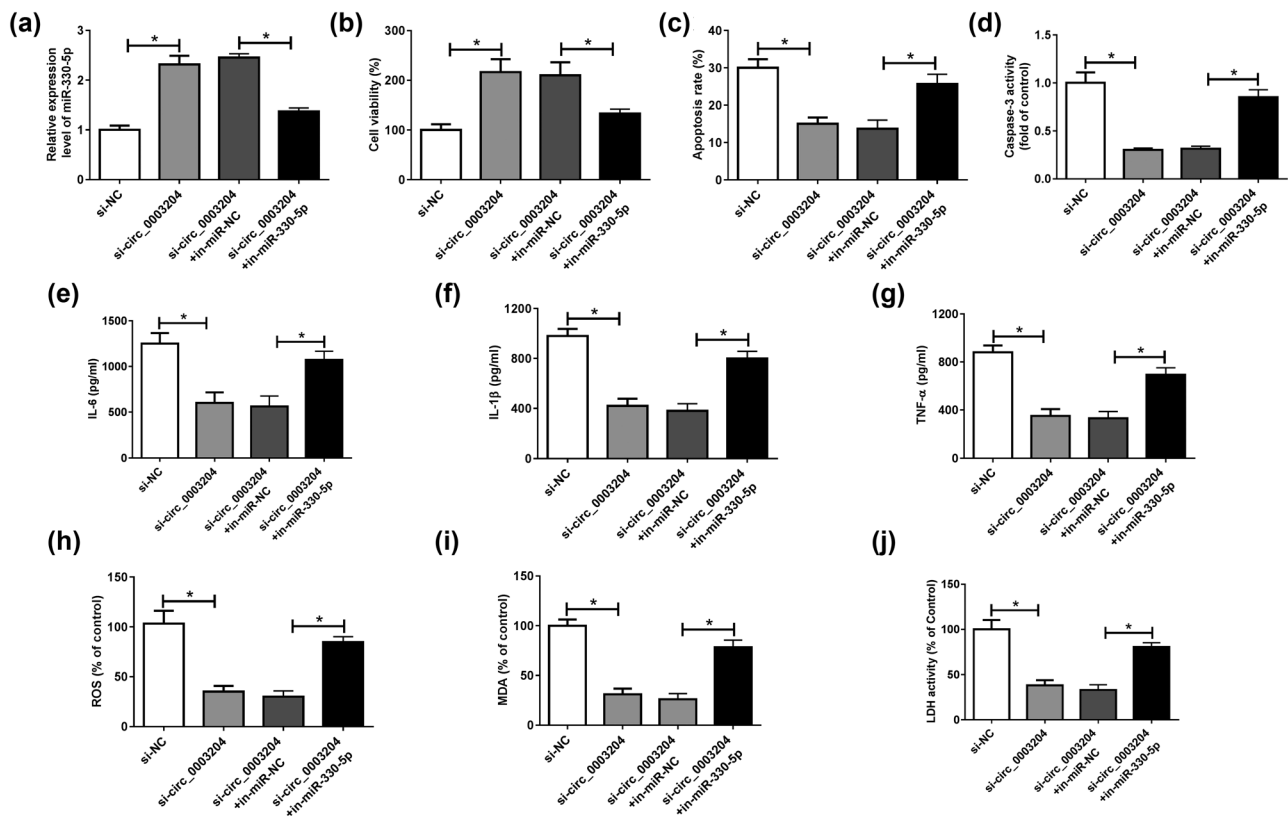 (a)
Relative expression
level of miR-330-5p
3
2
1
0
*
*
si-NC
si-circ_0003204
si-circ_0003204
+in-miR-NC
si-circ_0003204
+in-miR-330-5p
(b)
Cell viability (%)
300
200
100
0
*
*
si-NC
si-circ_0003204
si-circ_0003204
+in-miR-NC
si-circ_0003204
+in-miR-330-5p
(c)
Apoptosis rate (%)
40
30
20
10
0
*
*
si-NC
si-circ_0003204
si-circ_0003204
+in-miR-NC
si-circ_0003204
+in-miR-330-5p
(d)
Caspase-3 activity
(fold of control)
1.5
1.0
0.5
0.0
*
*
si-NC
si-circ_0003204
si-circ_0003204
+in-miR-NC
si-circ_0003204
+in-miR-330-5p
(e)
IL-6 (pg/ml)
1500
1000
500
0
*
*
si-NC
si-circ_0003204
si-circ_0003204
+in-miR-NC
si-circ_0003204
+in-miR-330-5p
(f)
IL-1β (pg/ml)
1200
800
400
0
*
*
si-NC
si-circ_0003204
si-circ_0003204
+in-miR-NC
si-circ_0003204
+in-miR-330-5p
(g)
TNF-α (pg/ml)
1200
800
400
0
*
*
si-NC
si-circ_0003204
si-circ_0003204
+in-miR-NC
si-circ_0003204
+in-miR-330-5p
(h)
ROS (% of control)
150
100
50
0
*
*
si-NC
si-circ_0003204
si-circ_0003204
+in-miR-NC
si-circ_0003204
+in-miR-330-5p
(i)
MDA (% of control)
150
100
50
0
*
*
si-NC
si-circ_0003204
si-circ_0003204
+in-miR-NC
si-circ_0003204
+in-miR-330-5p
(j)
LDH activity (% of Control)
150
100
50
0
*
*
si-NC
si-circ_0003204
si-circ_0003204
+in-miR-NC
si-circ_0003204
+in-miR-330-5p